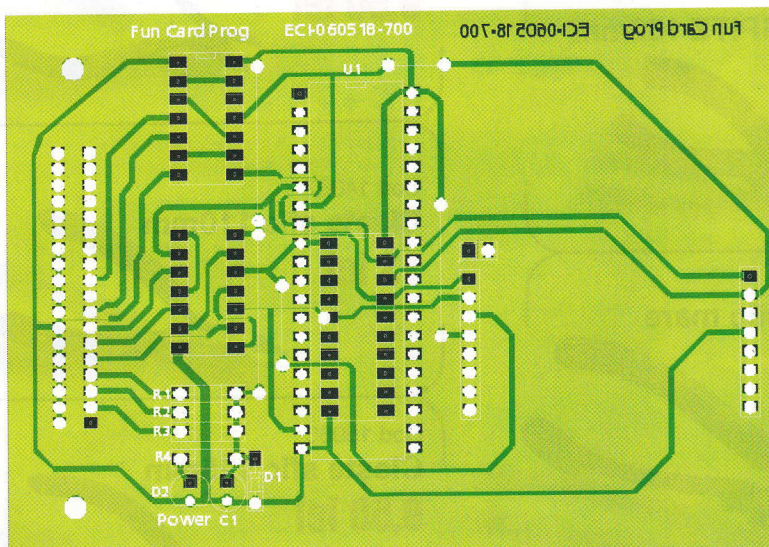 Fun Card Prog ECI-060518-700 Fun Card Prog ECI-060518-700
U1
R1
R2
R3
R4
D1
D2
Power C1